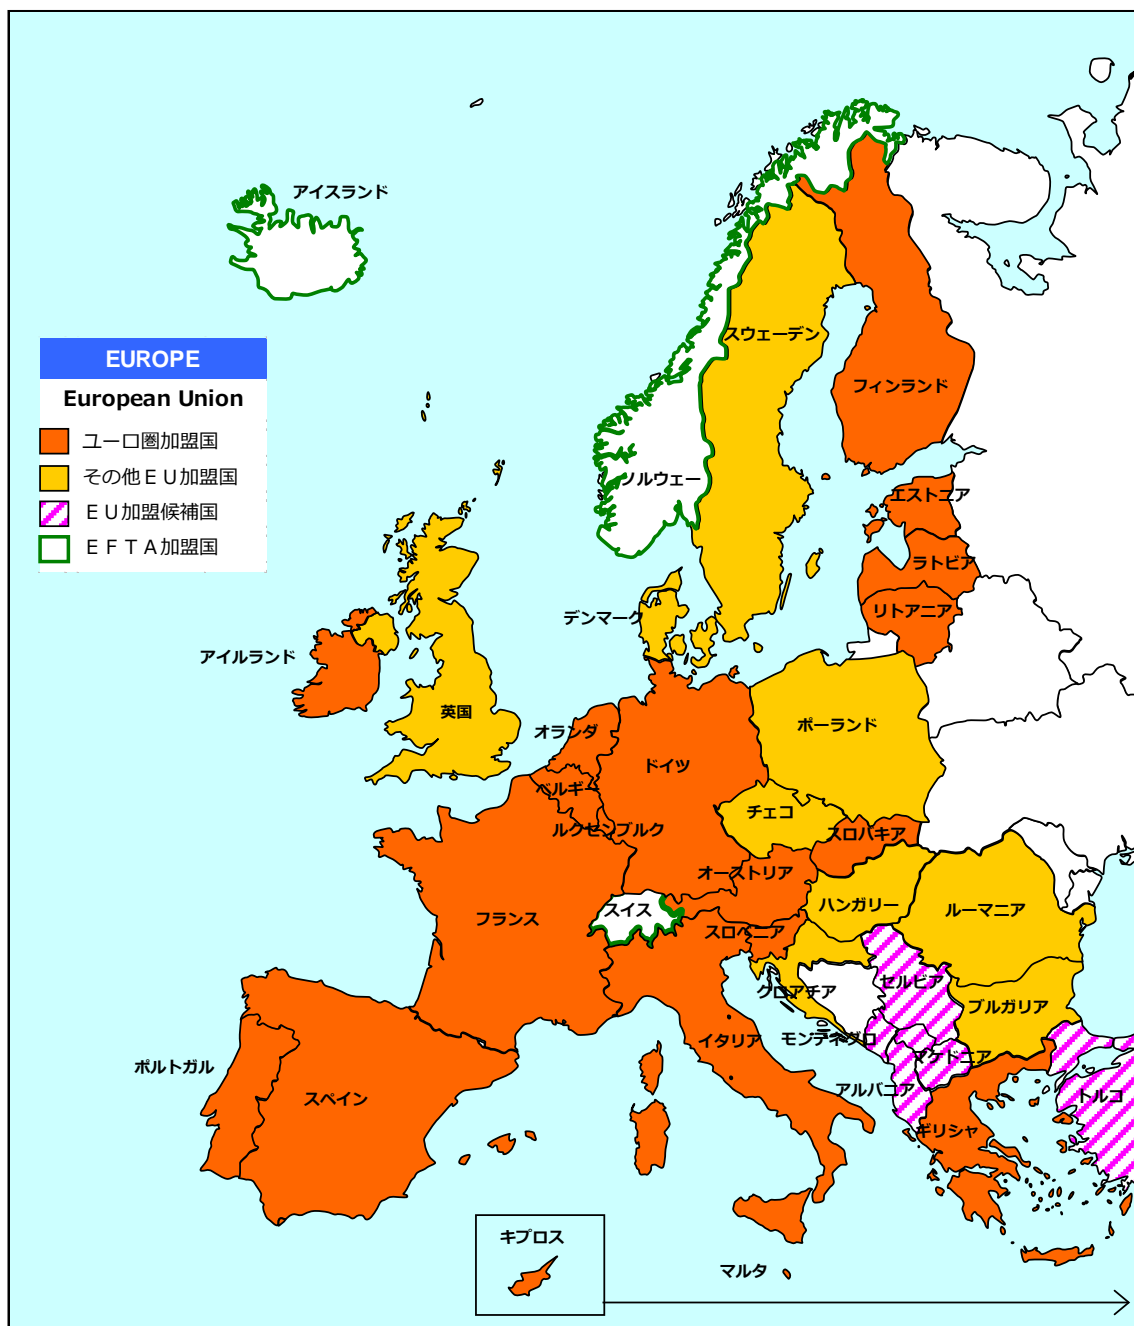 アイスランド
EUROPE
European Union
ユーロ圏加盟国
その他ＥＵ加盟国
ＥＵ加盟候補国
ＥＦＴＡ加盟国
スウェーデン
フィンランド
ノルウェー
エストニア
ラトビア
リトアニア
デンマーク
アイルランド
英国
オランダ
ポーランド
ドイツ
ベルギー
チェコ
ルクセンブルク
スロバキア
オーストリア
ハンガリー
スイス
ルーマニア
フランス
スロベニア
セルビア
クロアチア
ブルガリア
モンテネグロ
イタリア
マケドニア
ポルトガル
アルバニア
トルコ
スペイン
ギリシャ
キプロス
マルタ